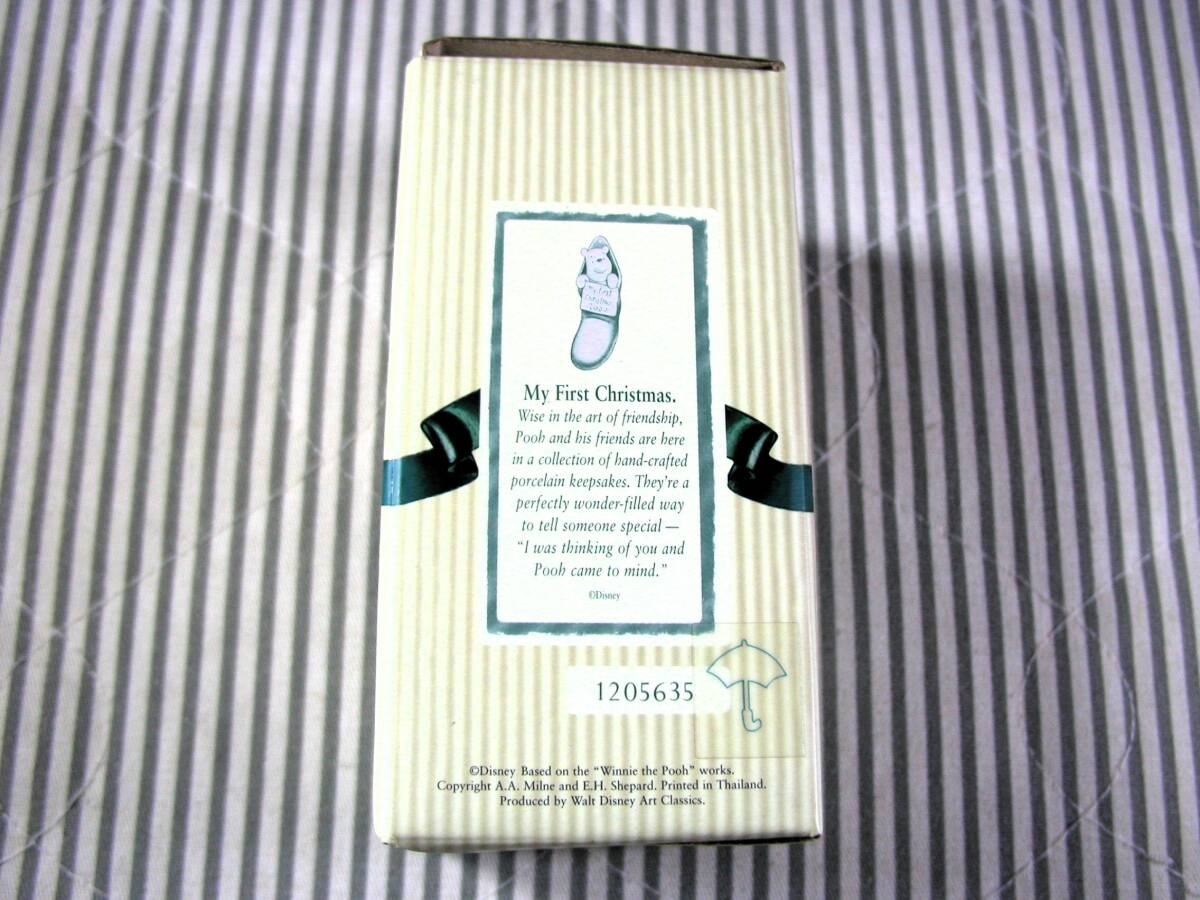 My first
Christmas
My First Christmas.
Wise in the art of friendship,
Pooh and his friends are here
in a collection of hand-crafted
porcelain keepsakes. They're a
perfectly wonder-filled way
to tell someone special —
“I was thinking of you and
Pooh came to mind.”
©Disney
1205635
©Disney Based on the “Winnie the Pooh” works.
Copyright A.A. Milne and E.H. Shepard. Printed in Thailand.
Produced by Walt Disney Art Classics.